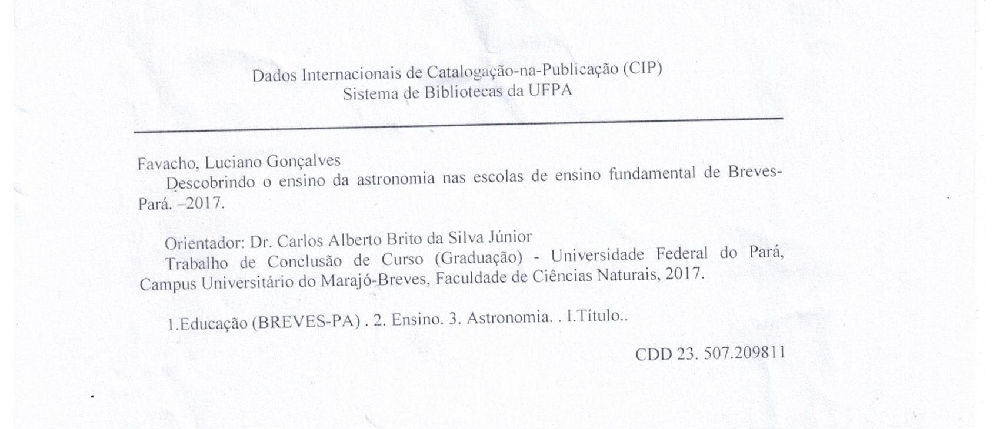 Dados Internacionais de Catalogação-na-Publicação (CIP)
Sistema de Bibliotecas da UFPA
Favacho, Luciano Gonçalves
Descobrindo o ensino da astronomia nas escolas de ensino fundamental de Breves-
Pará. –2017.
Orientador: Dr. Carlos Alberto Brito da Silva Júnior
Trabalho de Conclusão de Curso (Graduação) - Universidade Federal do Pará,
Campus Universitário do Marajó-Breves, Faculdade de Ciências Naturais, 2017.
1.Educação (BREVES-PA) . 2. Ensino. 3. Astronomia. . I.Título..
CDD 23. 507.209811